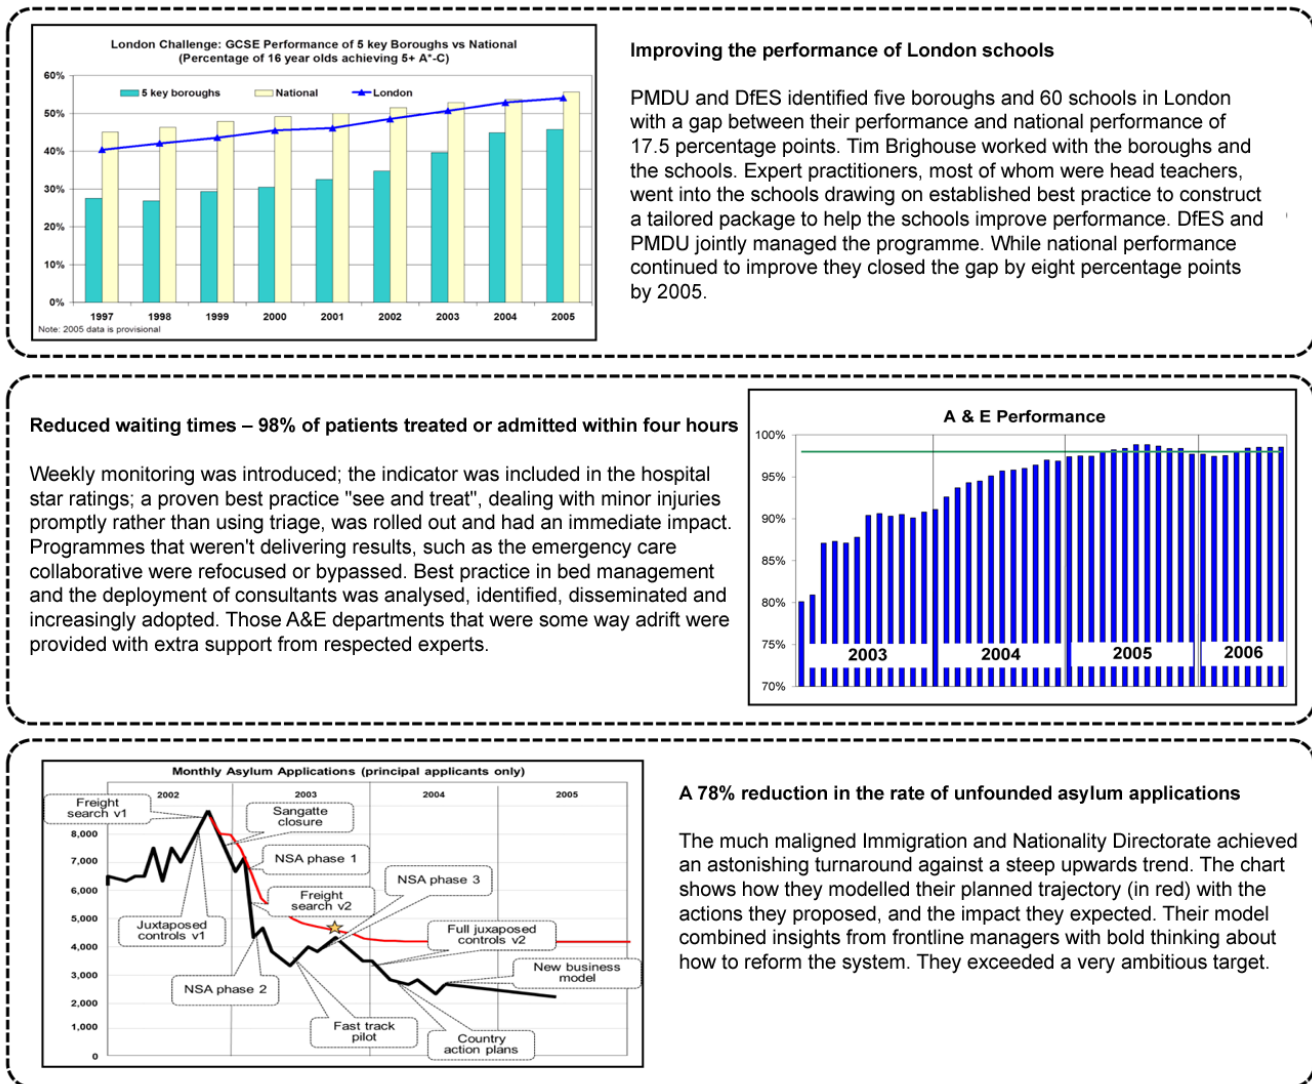 London Challenge: GCSE Performance of 5 key Boroughs vs National
(Percentage of 16 year olds achieving 5+ A*-C)
60%
50%
40%
30%
20%
10%
0%
5 key boroughs National London
1997 1998 1999 2000 2001 2002 2003 2004 2005
Note: 2005 data is provisional
Improving the performance of London schools
PMDU and DfES identified five boroughs and 60 schools in London
with a gap between their performance and national performance of
17.5 percentage points. Tim Brighouse worked with the boroughs and
the schools. Expert practitioners, most of whom were head teachers,
went into the schools drawing on established best practice to construct
a tailored package to help the schools improve performance. DfES and
PMDU jointly managed the programme. While national performance
continued to improve they closed the gap by eight percentage points
by 2005.
Reduced waiting times – 98% of patients treated or admitted within four hours
Weekly monitoring was introduced; the indicator was included in the hospital
star ratings; a proven best practice "see and treat", dealing with minor injuries
promptly rather than using triage, was rolled out and had an immediate impact.
Programmes that weren't delivering results, such as the emergency care
collaborative were refocused or bypassed. Best practice in bed management
and the deployment of consultants was analysed, identified, disseminated and
increasingly adopted. Those A&E departments that were some way adrift were
provided with extra support from respected experts.
A & E Performance
100%
95%
90%
85%
80%
75%
70%
2003 2004 2005 2006
Monthly Asylum Applications (principal applicants only)
2002 2003 2004 2005
8,000
7,000
6,000
5,000
4,000
3,000
2,000
1,000
0
Freight
search v1
Sangatte
closure
NSA phase 1
NSA phase 3
Freight
search v2
Juxtaposed
controls v1
Full juxaposed
controls v2
New business
model
NSA phase 2
Fast track
pilot
Country
action plans
A 78% reduction in the rate of unfounded asylum applications
The much maligned Immigration and Nationality Directorate achieved
an astonishing turnaround against a steep upwards trend. The chart
shows how they modelled their planned trajectory (in red) with the
actions they proposed, and the impact they expected. Their model
combined insights from frontline managers with bold thinking about
how to reform the system. They exceeded a very ambitious target.